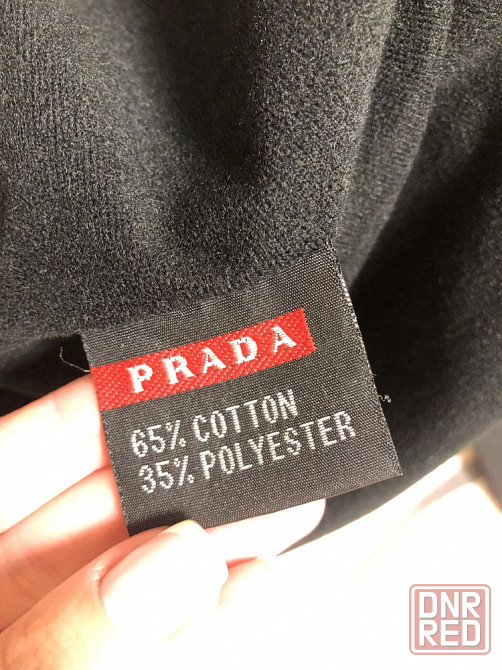 PRADA
65% COTTON
35% POLYESTER
DNR
RED